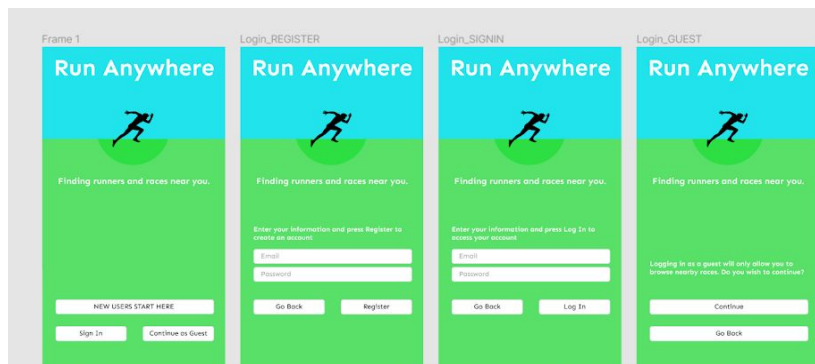 Frame 1
Run Anywhere
Finding runners and races near you.
NEW USERS START HERE
Sign In
Continue as Guest
Login_REGISTER
Run Anywhere
Finding runners and races near you.
Enter your information and press Register to
create an account
Email
Password
Go Back
Register
Login_SIGNIN
Run Anywhere
Finding runners and races near you.
Enter your information and press Log In to
access your account
Email
Password
Go Back
Log In
Login_GUEST
Run Anywhere
Finding runners and races near you.
Logging in as a guest will only allow you to
browse nearby races. Do you wish to continue?
Continue
Go Back